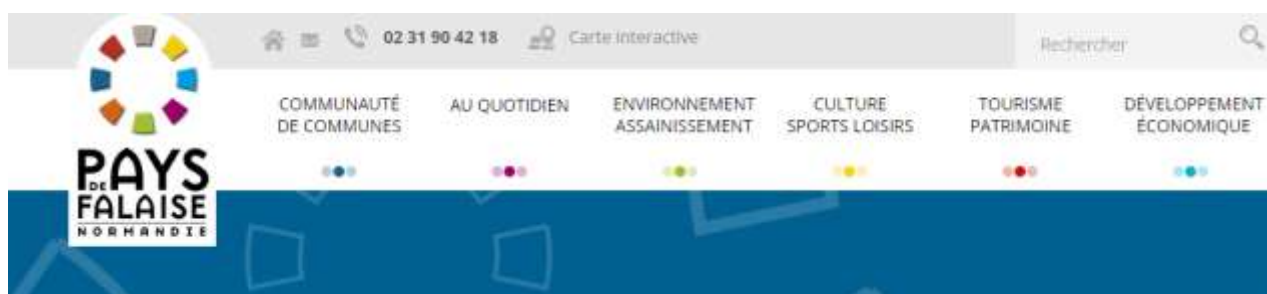 02 31 90 42 18 Carte interactive
Rechercher
COMMUNAUTÉ
DE COMMUNES
AU QUOTIDIEN
ENVIRONNEMENT
ASSAINISSEMENT
CULTURE
SPORTS LOISIRS
TOURISME
PATRIMOINE
DÉVELOPPEMENT
ÉCONOMIQUE
PAYS
DE
FALAISE
NORMANDIE